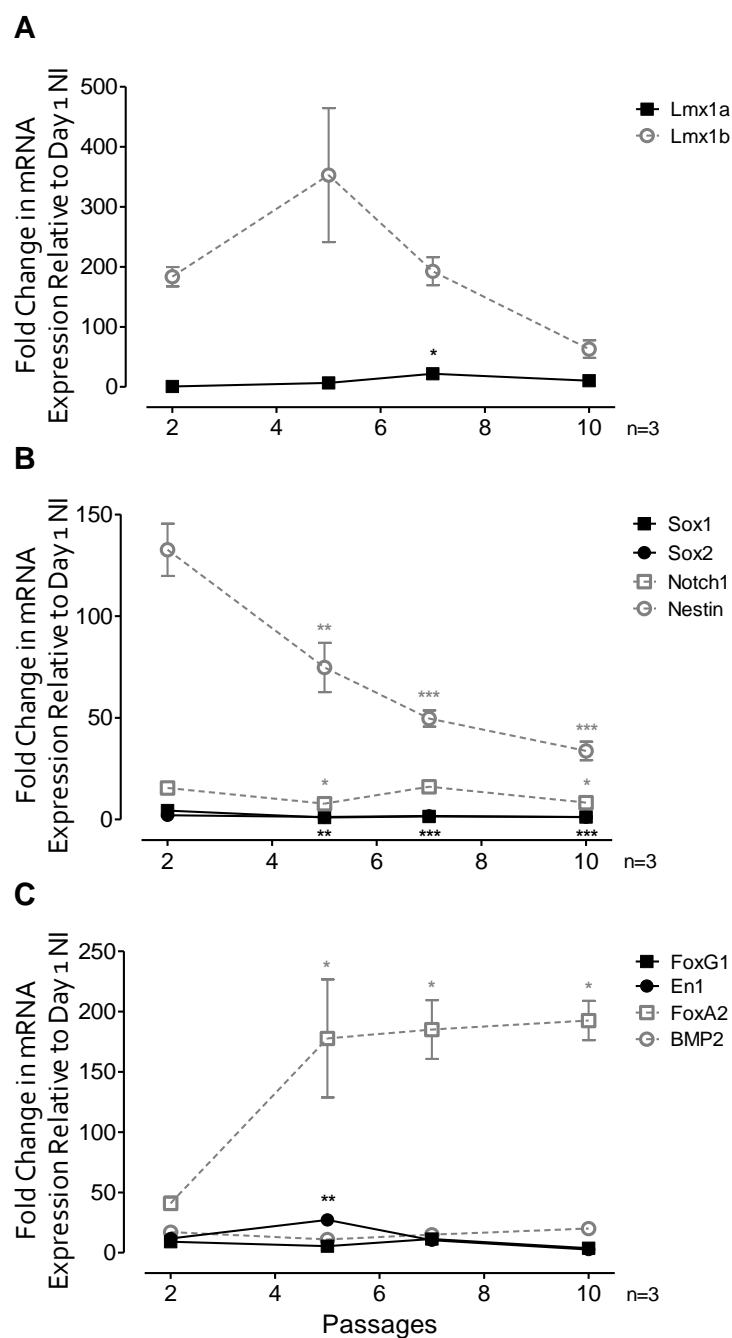 A
Fold Change in mRNA
Expression Relative to Day 1 NI
500
400
300
200
100
0
*
Lmx1a
Lmx1b
2 4 6 8 10 n=3
B
Fold Change in mRNA
Expression Relative to Day 1 NI
150
100
50
0
** *** ***
* *
** *** ***
Sox1
Sox2
Notch1
Nestin
2 4 6 8 10 n=3
C
Fold Change in mRNA
Expression Relative to Day 1 NI
250
200
150
100
50
0
* * *
**
FoxG1
En1
FoxA2
BMP2
2 4 6 8 10 n=3
Passages